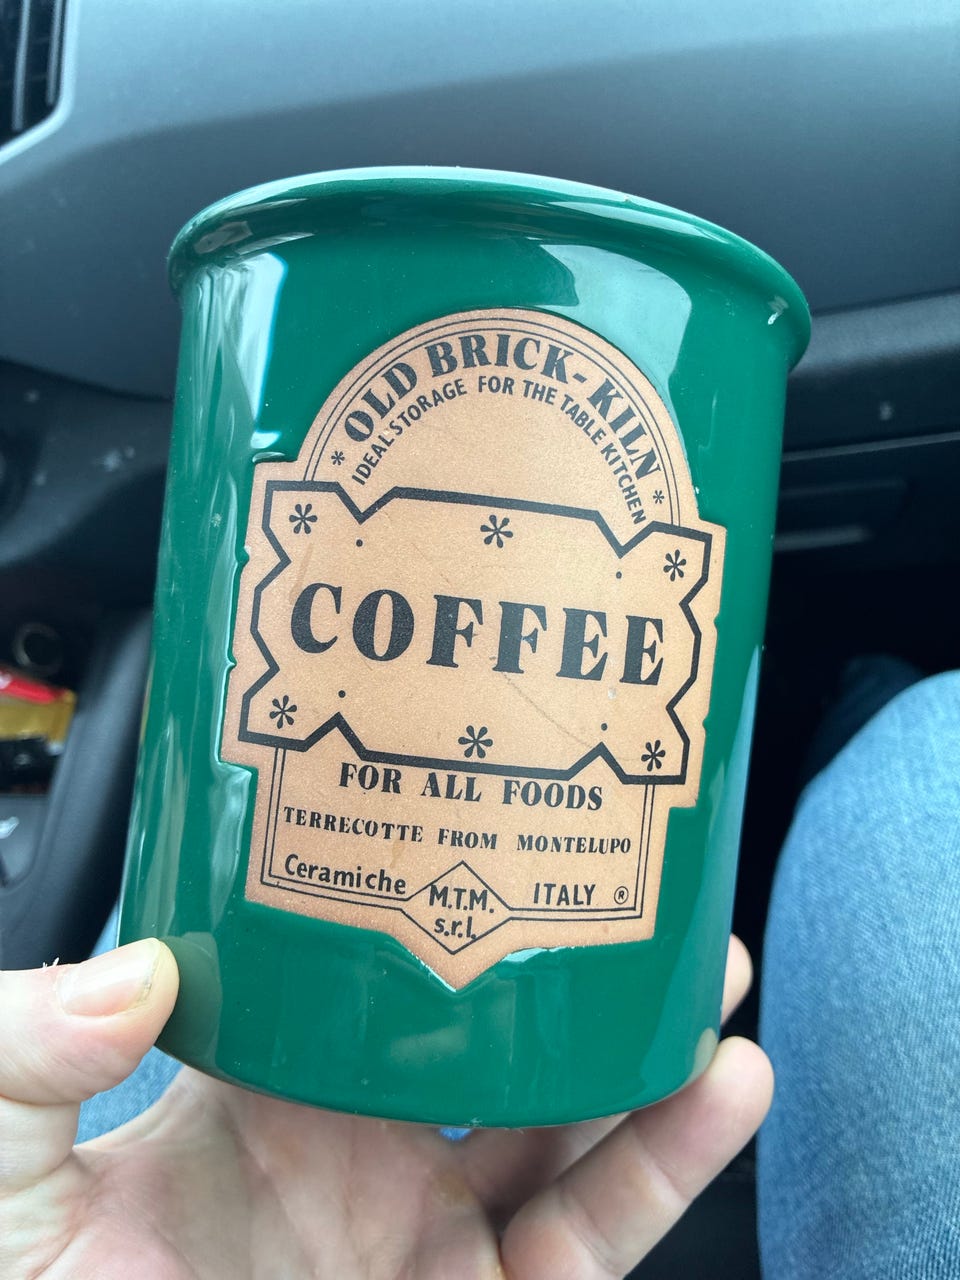 * OLD BRICK-KILN *
IDEAL STORAGE FOR THE TABLE KITCHEN
COFFEE
FOR ALL FOODS
TERRECOTTE FROM MONTELUPO
Ceramiche M.T.M. s.r.l. ITALY ®